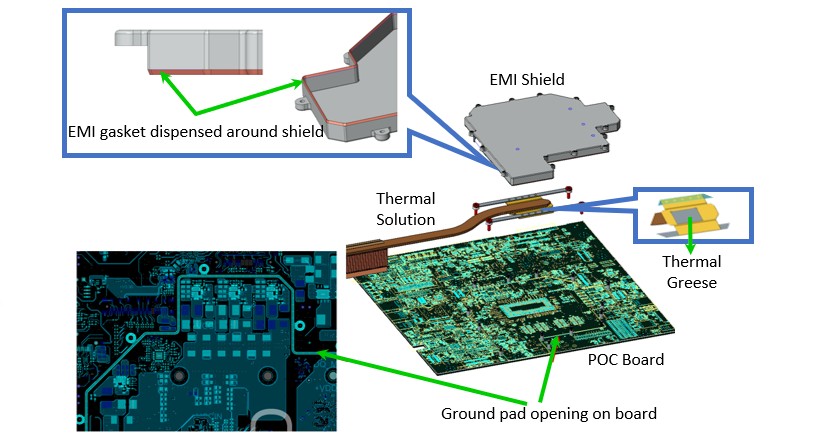 EMI Shield
EMI gasket dispensed around shield
Thermal
Solution
Thermal
Greese
POC Board
Ground pad opening on board